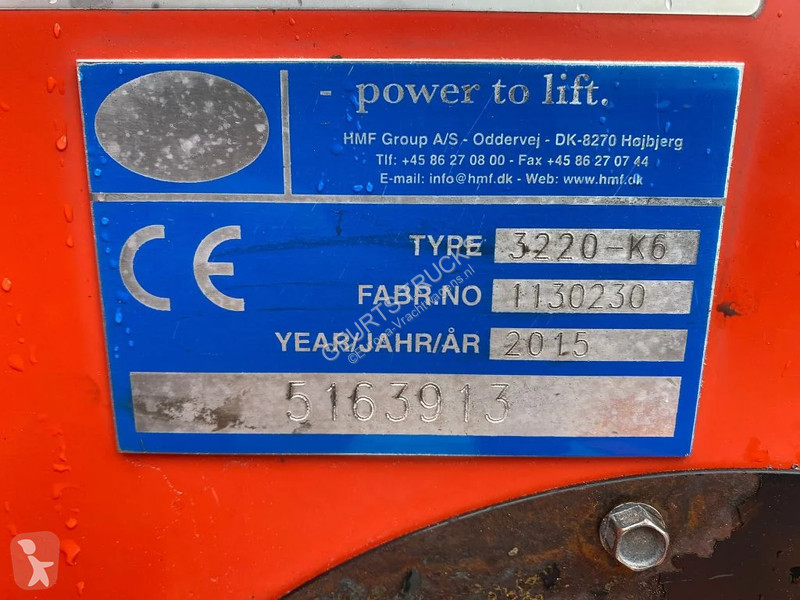 - power to lift.
HMF Group A/S - Oddervej - DK-8270 Højbjerg
Tlf: +45 86 27 08 00 - Fax +45 86 27 07 44
E-mail: info@hmf.dk - Web: www.hmf.dk
CE
TYPE 3220-K6
FABR.NO 1130230
YEAR/JAHR/ÅR 2015
5163913
GEURTS TRUCKS